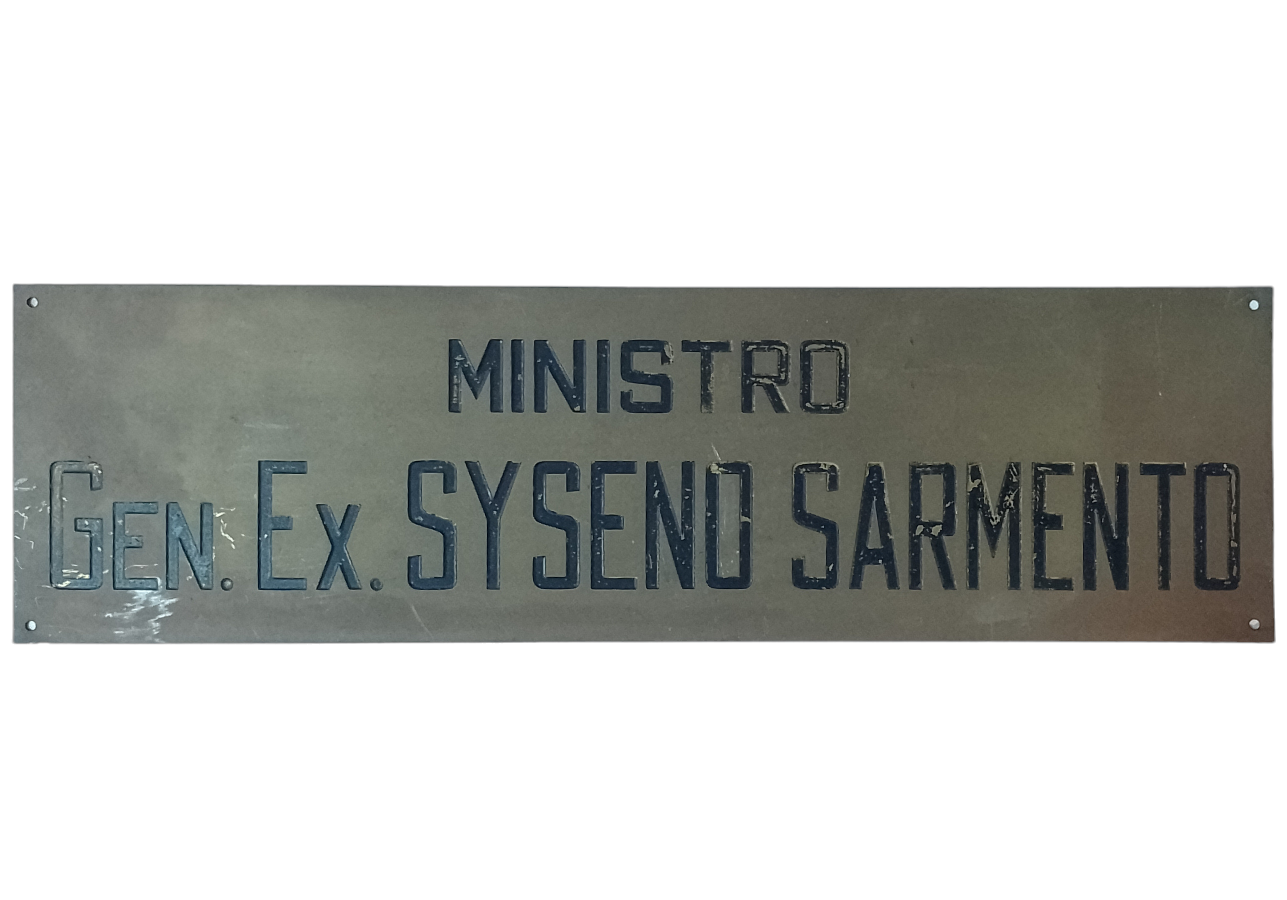 MINISTRO
GEN. EX. SYSENO SARMENTO